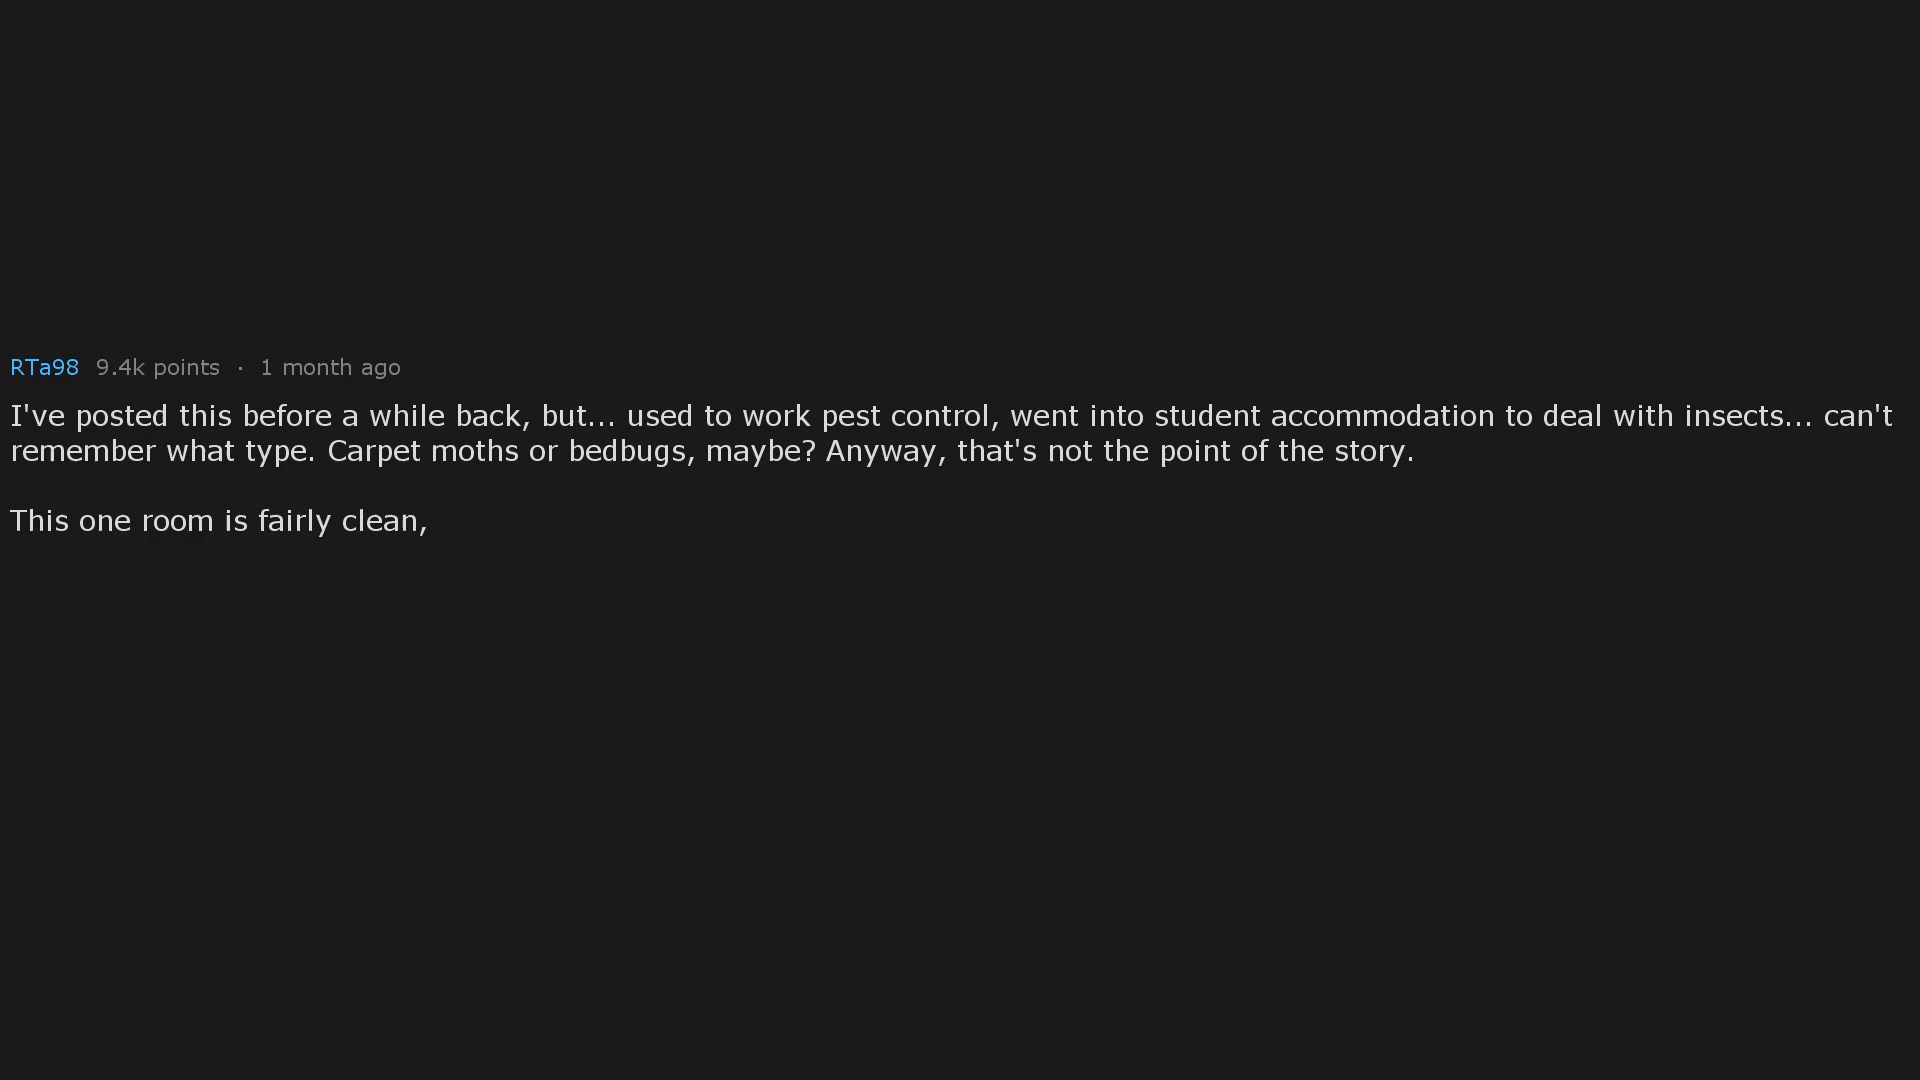 RTa98 9.4k points · 1 month ago
I've posted this before a while back, but... used to work pest control, went into student accommodation to deal with insects... can't
remember what type. Carpet moths or bedbugs, maybe? Anyway, that's not the point of the story.
This one room is fairly clean,